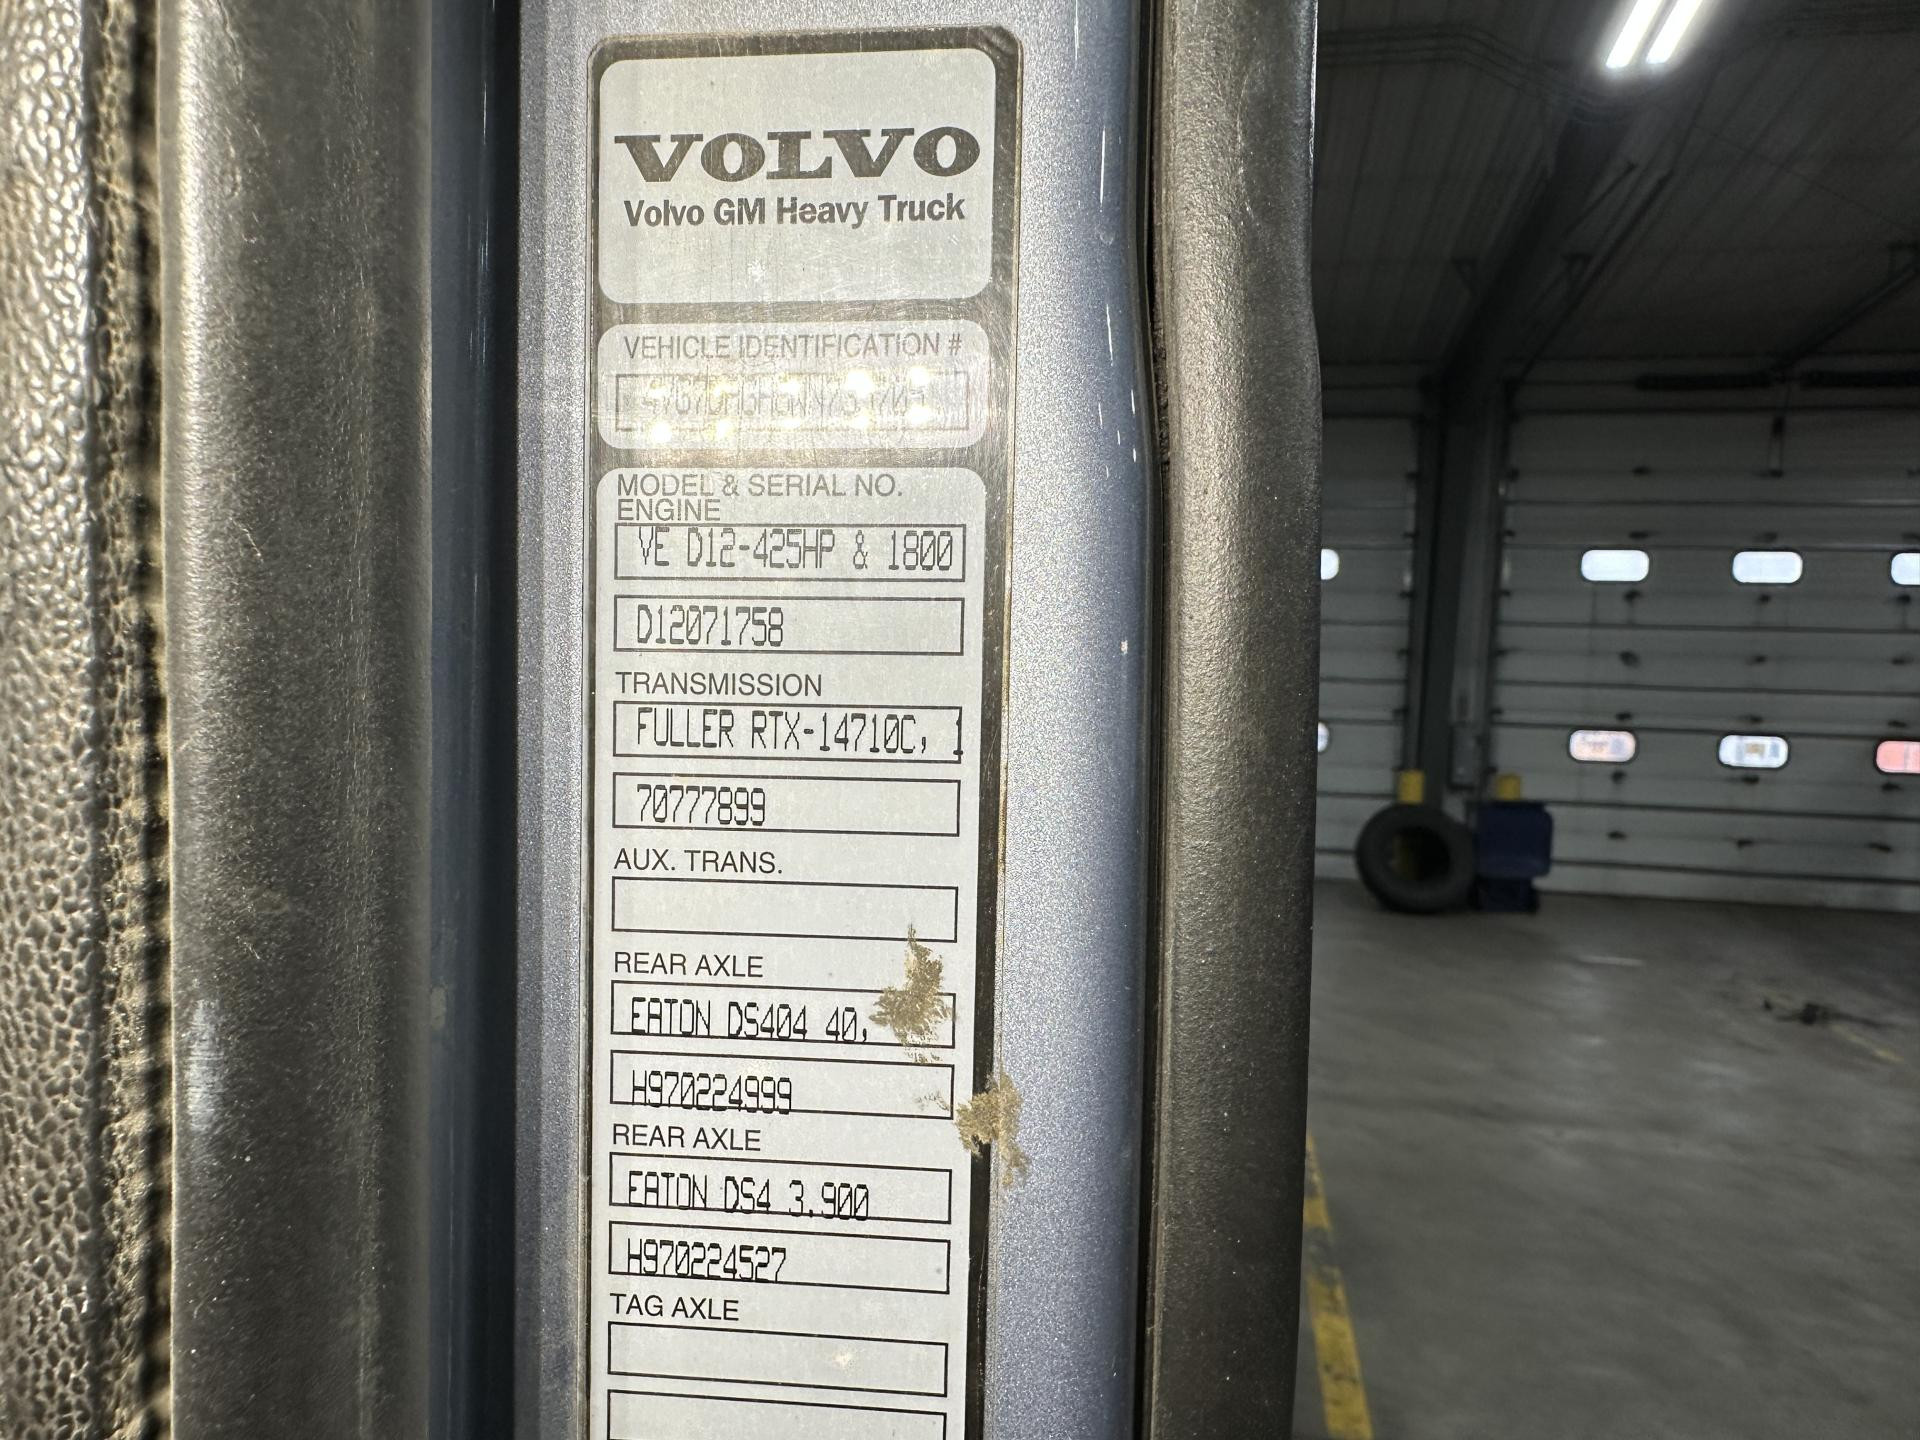 VOLVO
Volvo GM Heavy Truck
VEHICLE IDENTIFICATION #
MODEL & SERIAL NO.
ENGINE
VE D12-425HP & 1800
D12071758
TRANSMISSION
FULLER RTX-14710C, 1
70777899
AUX. TRANS.
REAR AXLE
EATON DS404 40,
H970224999
REAR AXLE
EATON DS4 3.900
H970224527
TAG AXLE